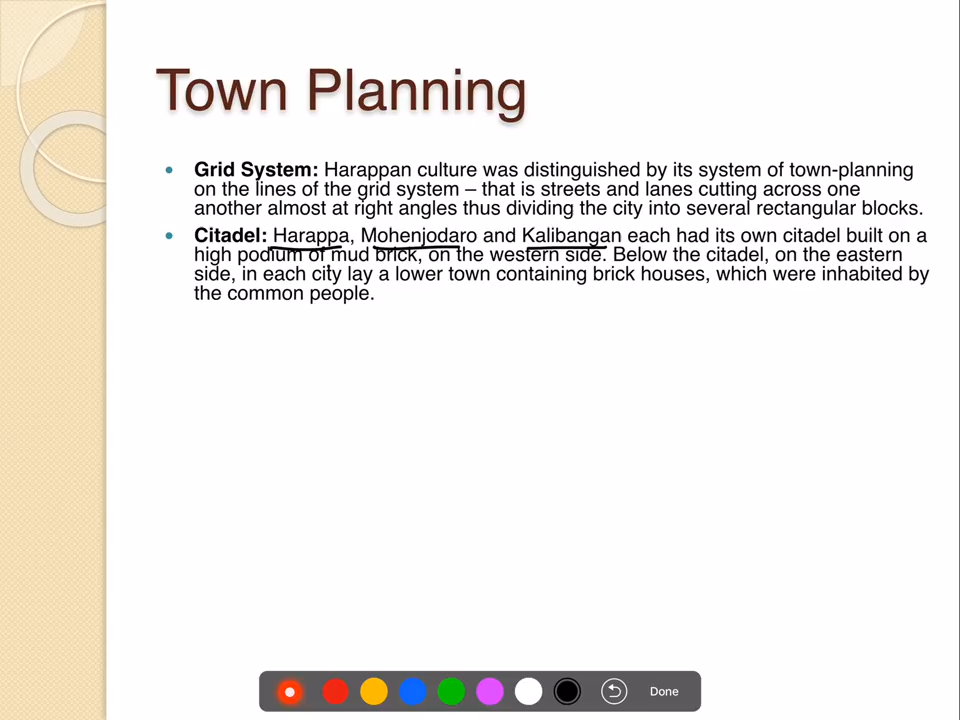 Town Planning
• Grid System: Harappan culture was distinguished by its system of town-planning
on the lines of the grid system – that is streets and lanes cutting across one
another almost at right angles thus dividing the city into several rectangular blocks.
• Citadel: Harappa, Mohenjodaro and Kalibangan each had its own citadel built on a
high podium of mud brick, on the western side. Below the citadel, on the eastern
side, in each city lay a lower town containing brick houses, which were inhabited by
the common people.
Done